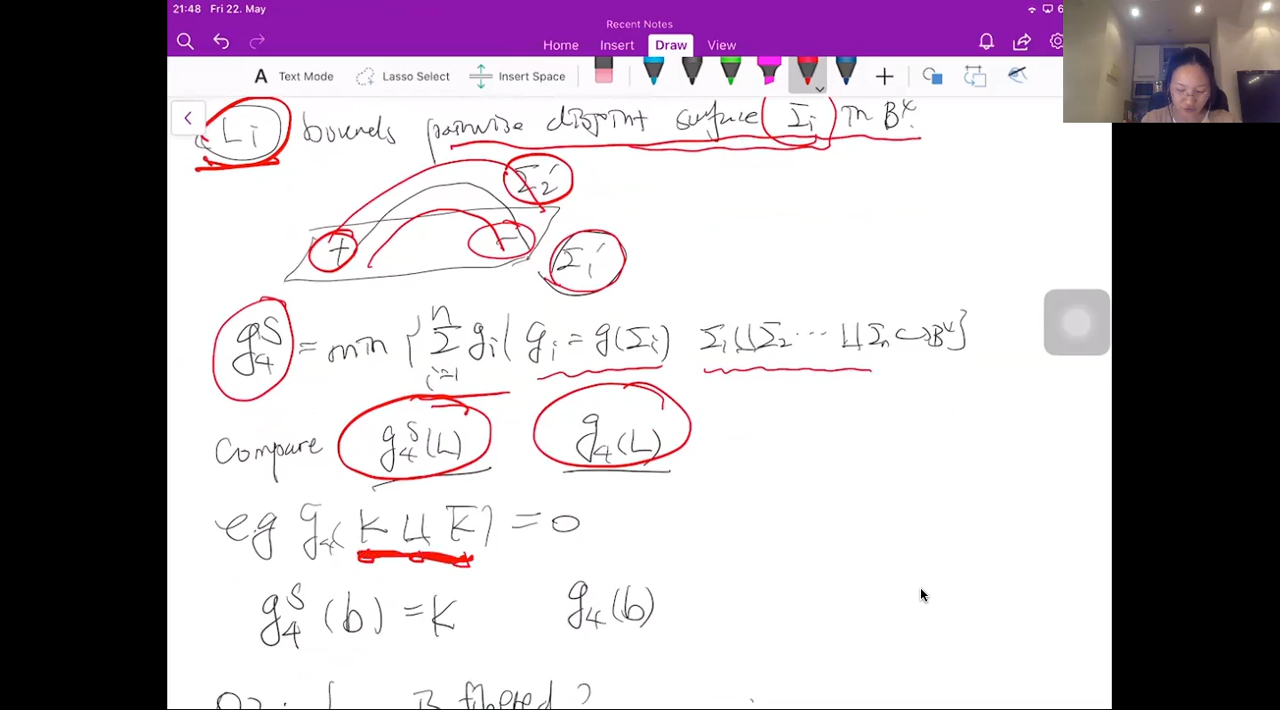 21:48 Fri 22. May
Recent Notes
Home Insert Draw View
Text Mode Lasso Select Insert Space
Li bounds pairwise disjoint surface Σi in B⁴.
Σ₂'
+ − Σ₁'
g₄ˢ = min { Σⁿᵢ₌₁ gᵢ | gᵢ = g(Σᵢ) Σ₁⊔Σ₂ ⋯ ⊔Σₙ ↪B⁴}
Compare g₄ˢ(L) g₄(L)
e.g g₄( K ⊔ K̄) = 0
g₄ˢ (b) = K g₄(b)